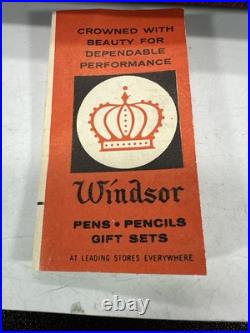 CROWNED WITH
BEAUTY FOR
DEPENDABLE
PERFORMANCE
Windsor
PENS • PENCILS
GIFT SETS
AT LEADING STORES EVERYWHERE